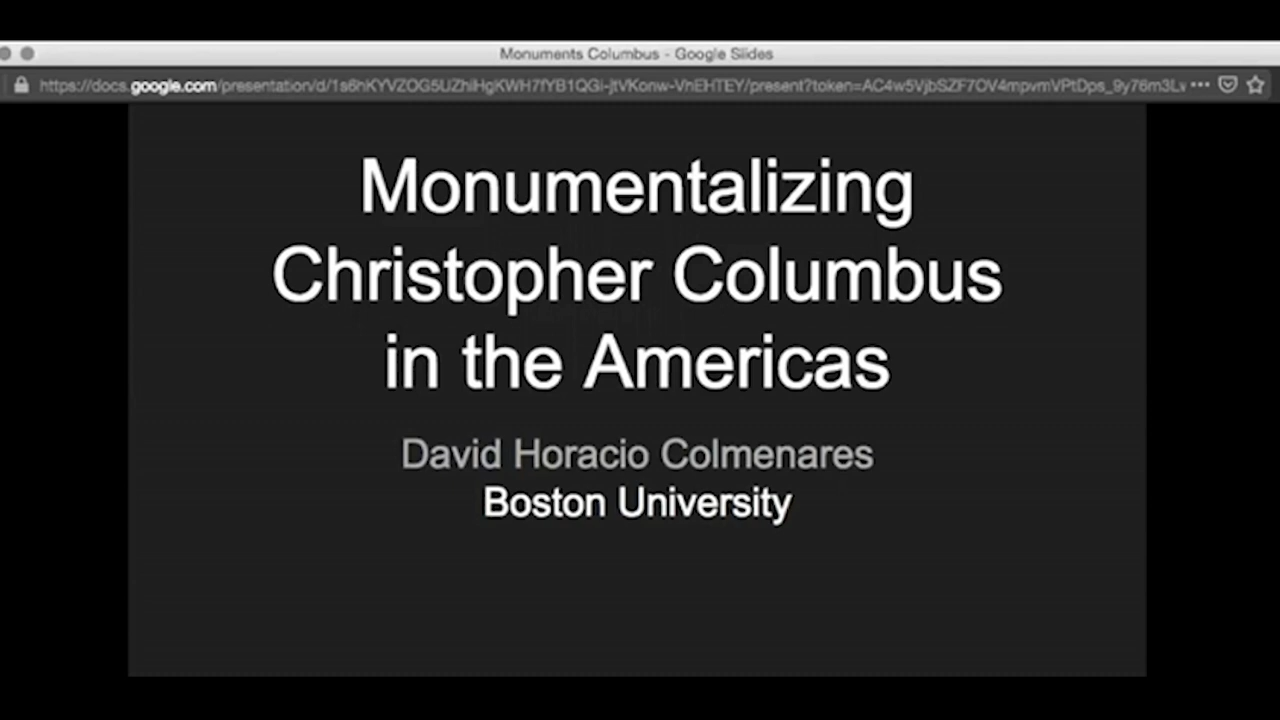 Monuments Columbus - Google Slides
Monumentalizing
Christopher Columbus
in the Americas
David Horacio Colmenares
Boston University